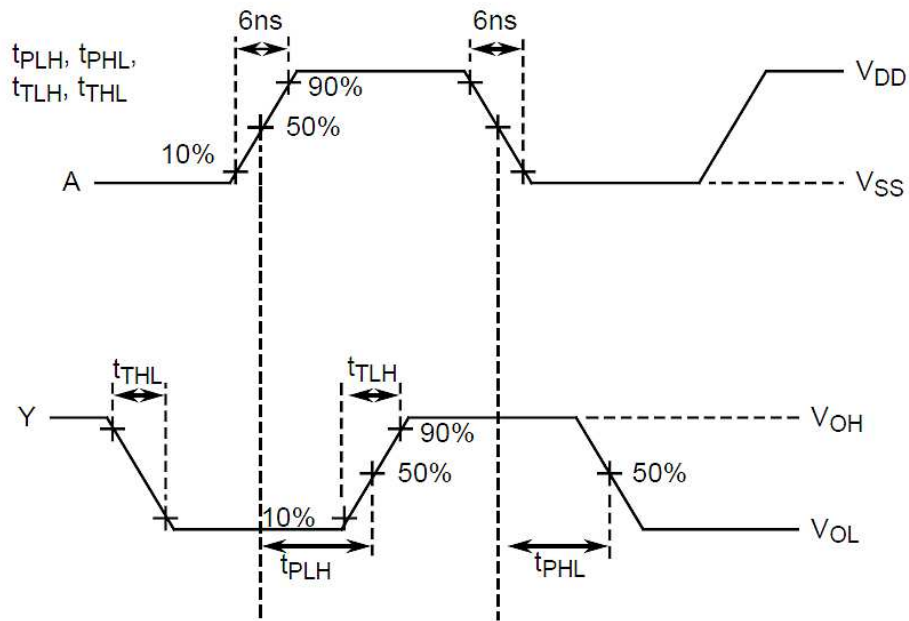 6ns
6ns
tPLH, tPHL,
tTLH, tTHL
90%
50%
10%
A
VDD
VSS
tTHL
tTLH
Y
VOH
90%
50%
50%
10%
VOL
tPLH
tPHL